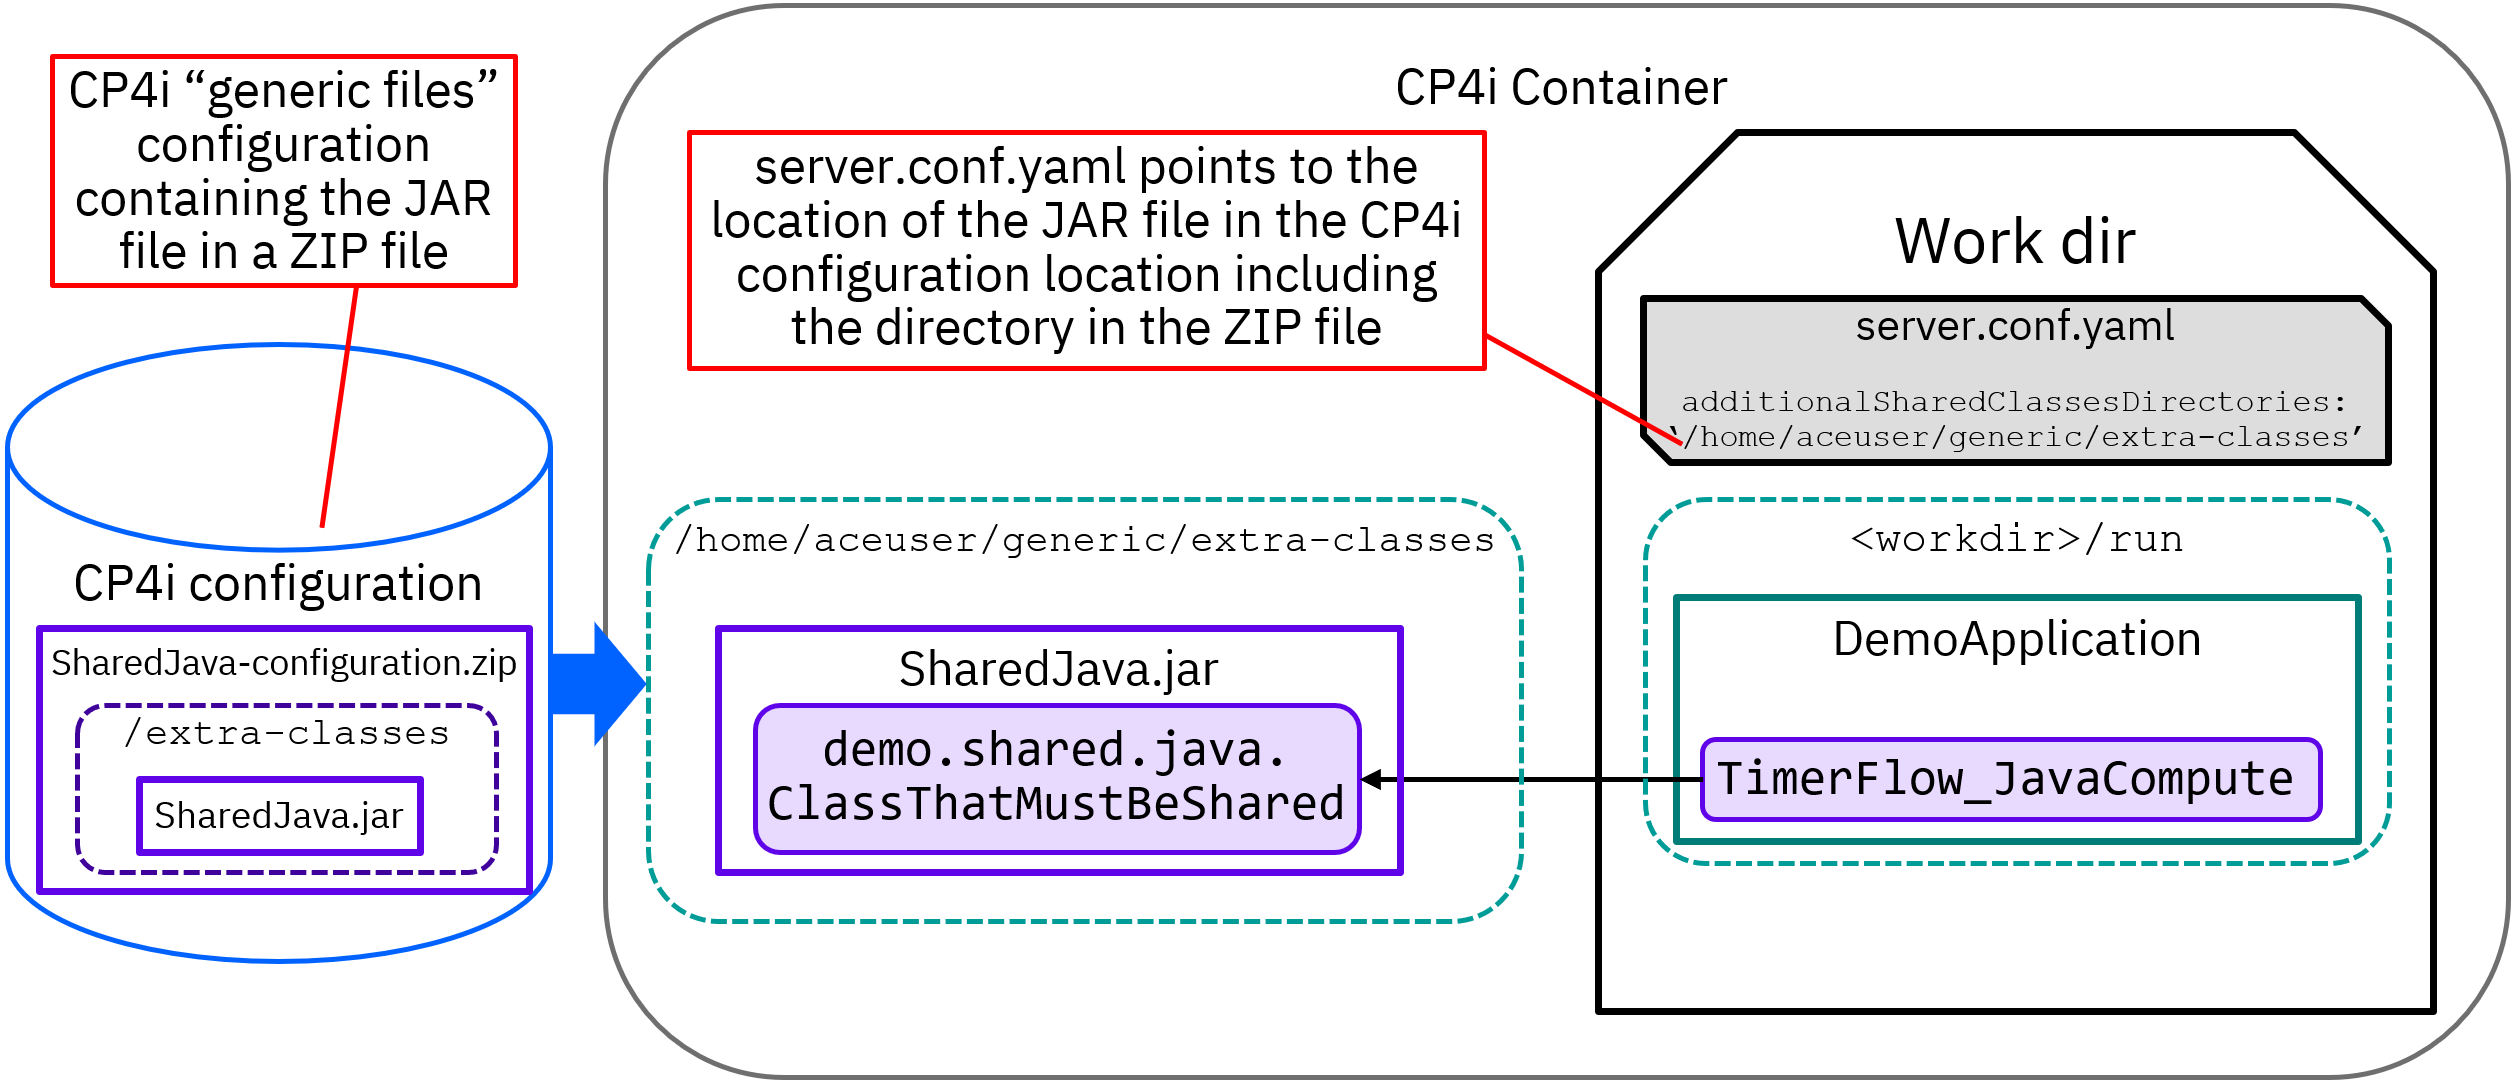 CP4i “generic files”
configuration
containing the JAR
file in a ZIP file
CP4i configuration
SharedJava-configuration.zip
/extra-classes
SharedJava.jar
CP4i Container
server.conf.yaml points to the
location of the JAR file in the CP4i
configuration location including
the directory in the ZIP file
/home/aceuser/generic/extra-classes
SharedJava.jar
demo.shared.java.
ClassThatMustBeShared
Work dir
server.conf.yaml
additionalSharedClassesDirectories:
‘/home/aceuser/generic/extra-classes’
<workdir>/run
DemoApplication
TimerFlow_JavaCompute